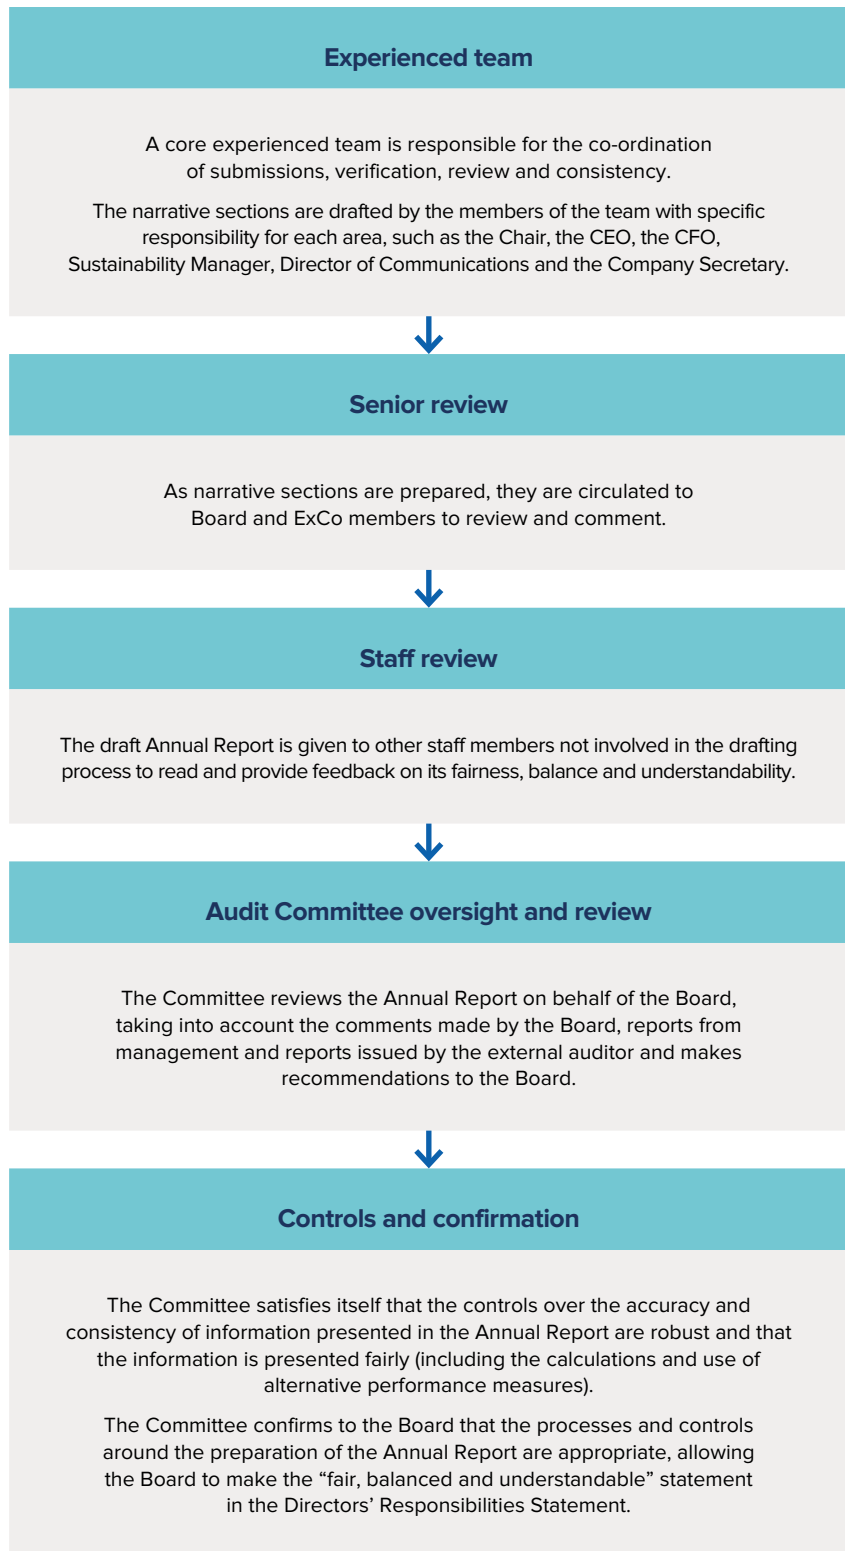 Experienced team
A core experienced team is responsible for the co-ordination
of submissions, verification, review and consistency.
The narrative sections are drafted by the members of the team with specific
responsibility for each area, such as the Chair, the CEO, the CFO,
Sustainability Manager, Director of Communications and the Company Secretary.
Senior review
As narrative sections are prepared, they are circulated to
Board and ExCo members to review and comment.
Staff review
The draft Annual Report is given to other staff members not involved in the drafting
process to read and provide feedback on its fairness, balance and understandability.
Audit Committee oversight and review
The Committee reviews the Annual Report on behalf of the Board,
taking into account the comments made by the Board, reports from
management and reports issued by the external auditor and makes
recommendations to the Board.
Controls and confirmation
The Committee satisfies itself that the controls over the accuracy and
consistency of information presented in the Annual Report are robust and that
the information is presented fairly (including the calculations and use of
alternative performance measures).
The Committee confirms to the Board that the processes and controls
around the preparation of the Annual Report are appropriate, allowing
the Board to make the “fair, balanced and understandable” statement
in the Directors’ Responsibilities Statement.